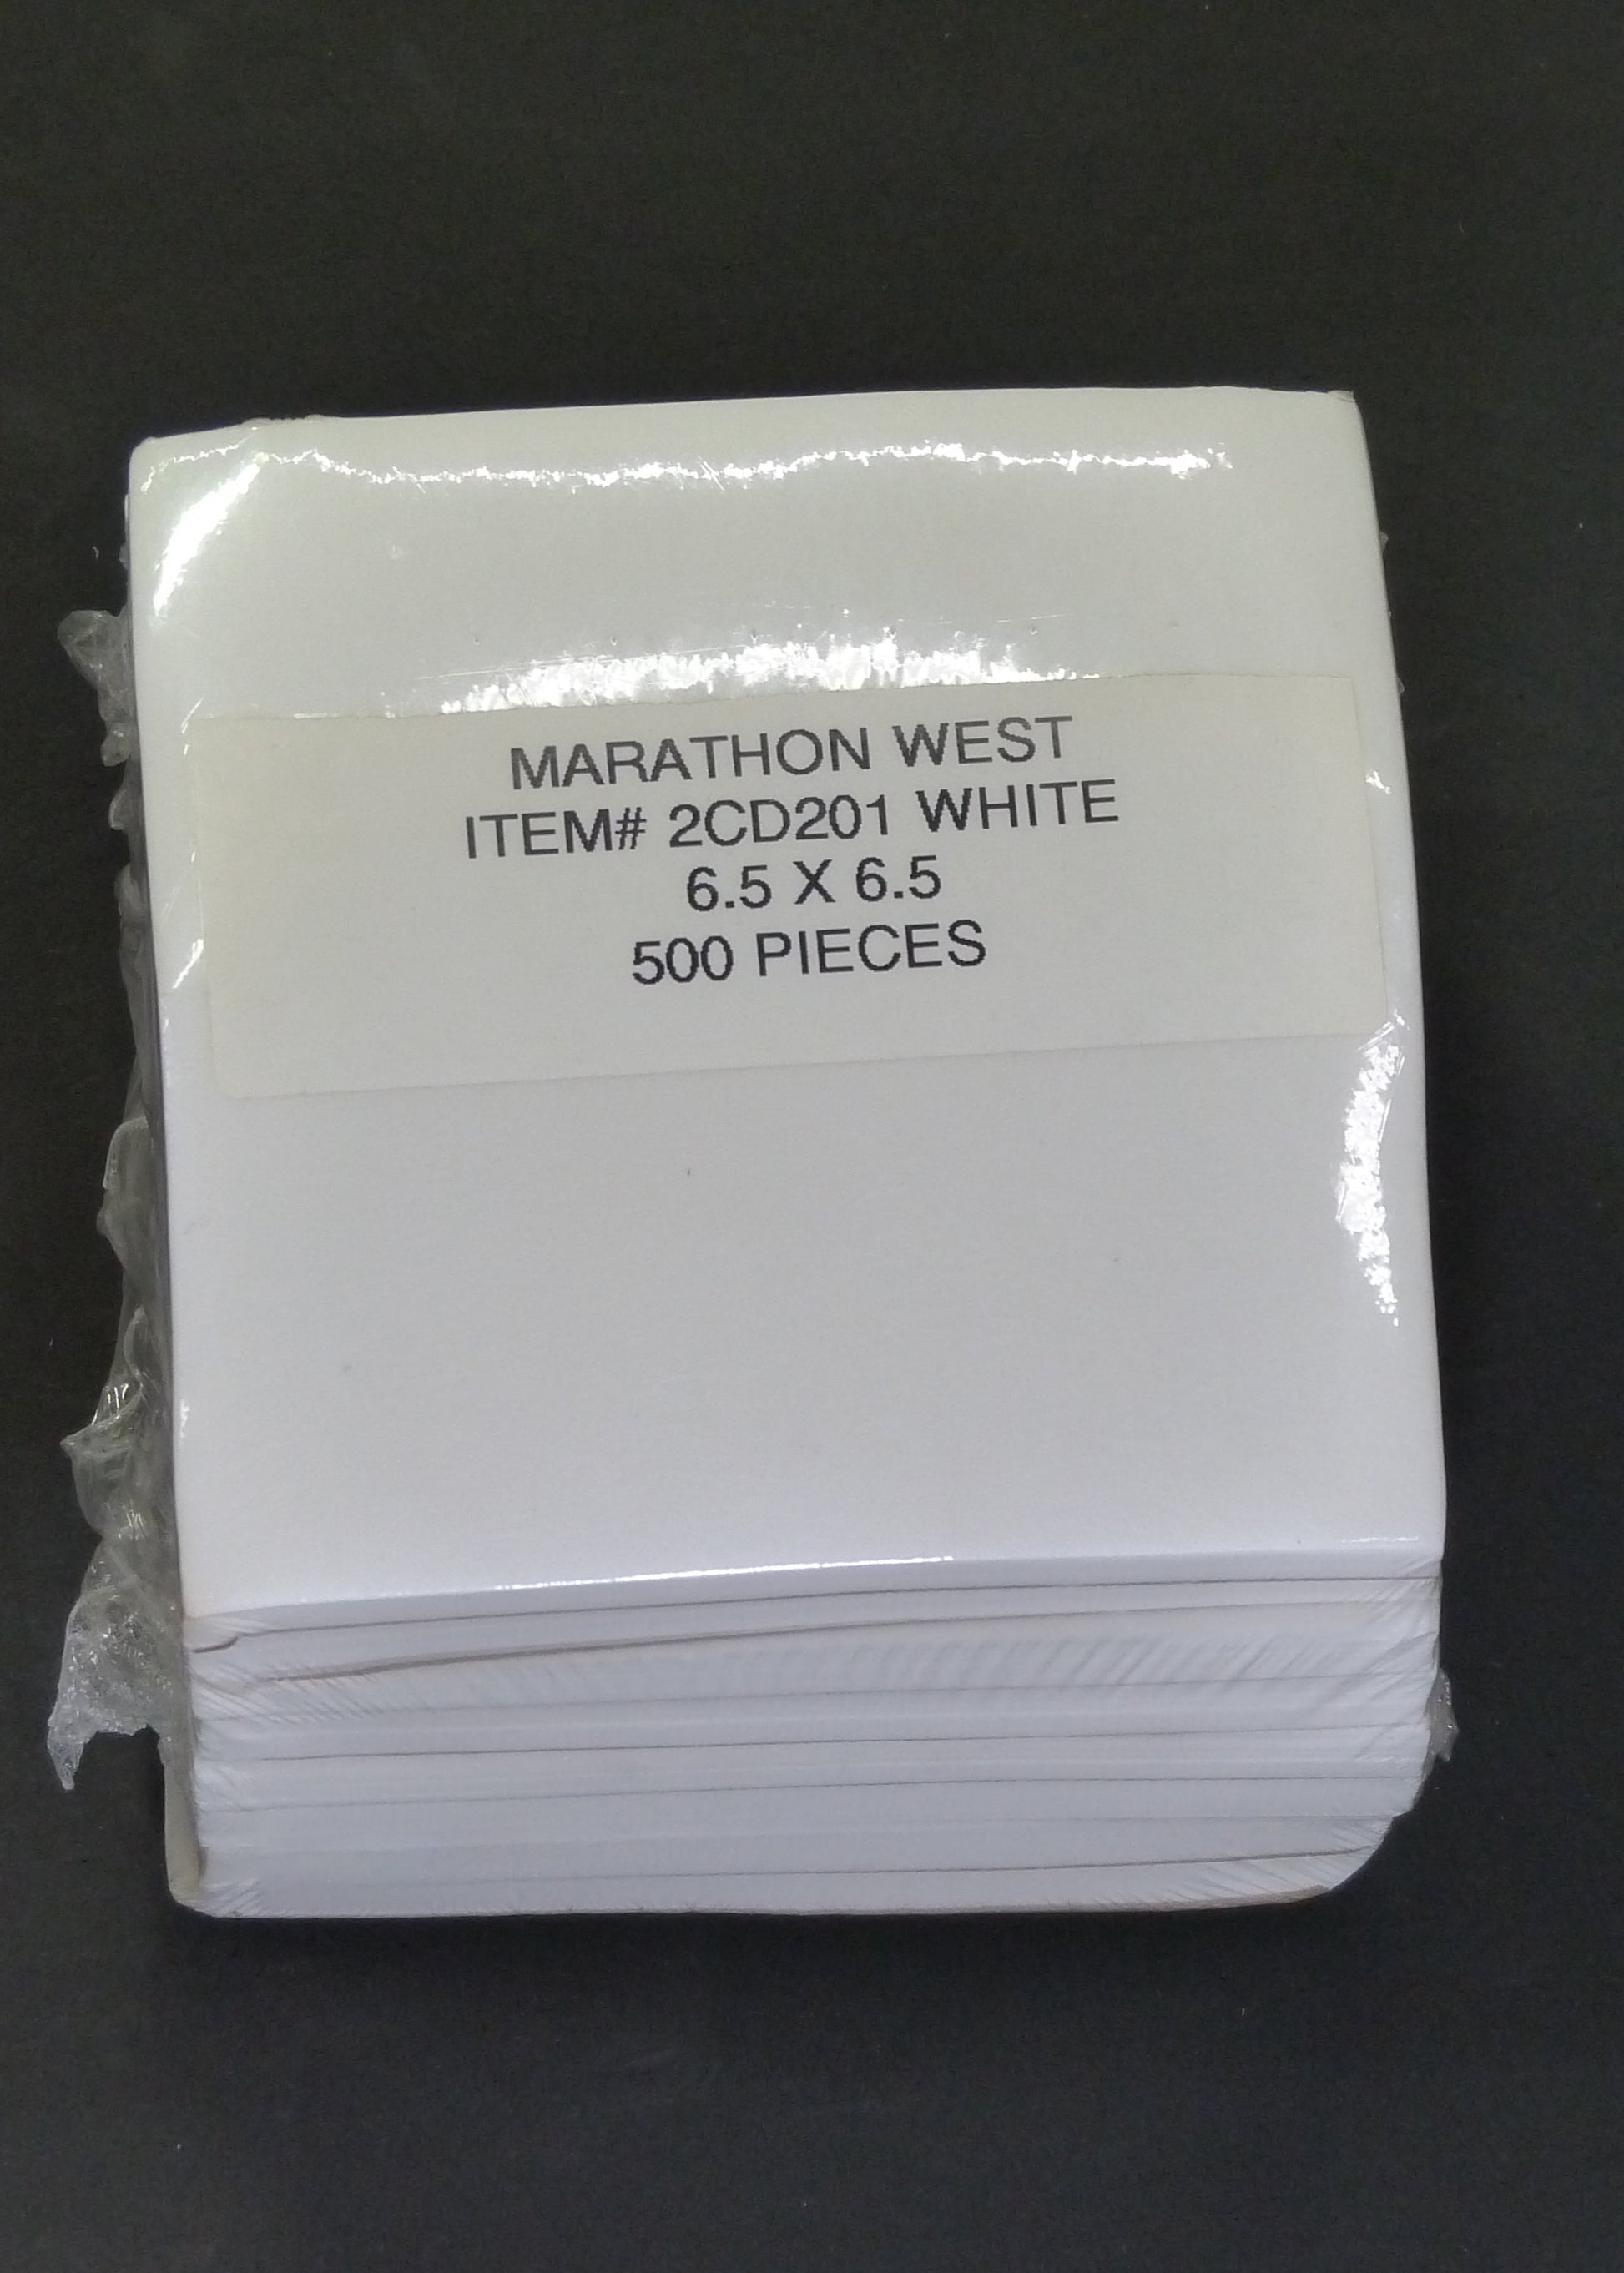 MARATHON WEST
ITEM# 2CD201 WHITE
6.5 X 6.5
500 PIECES